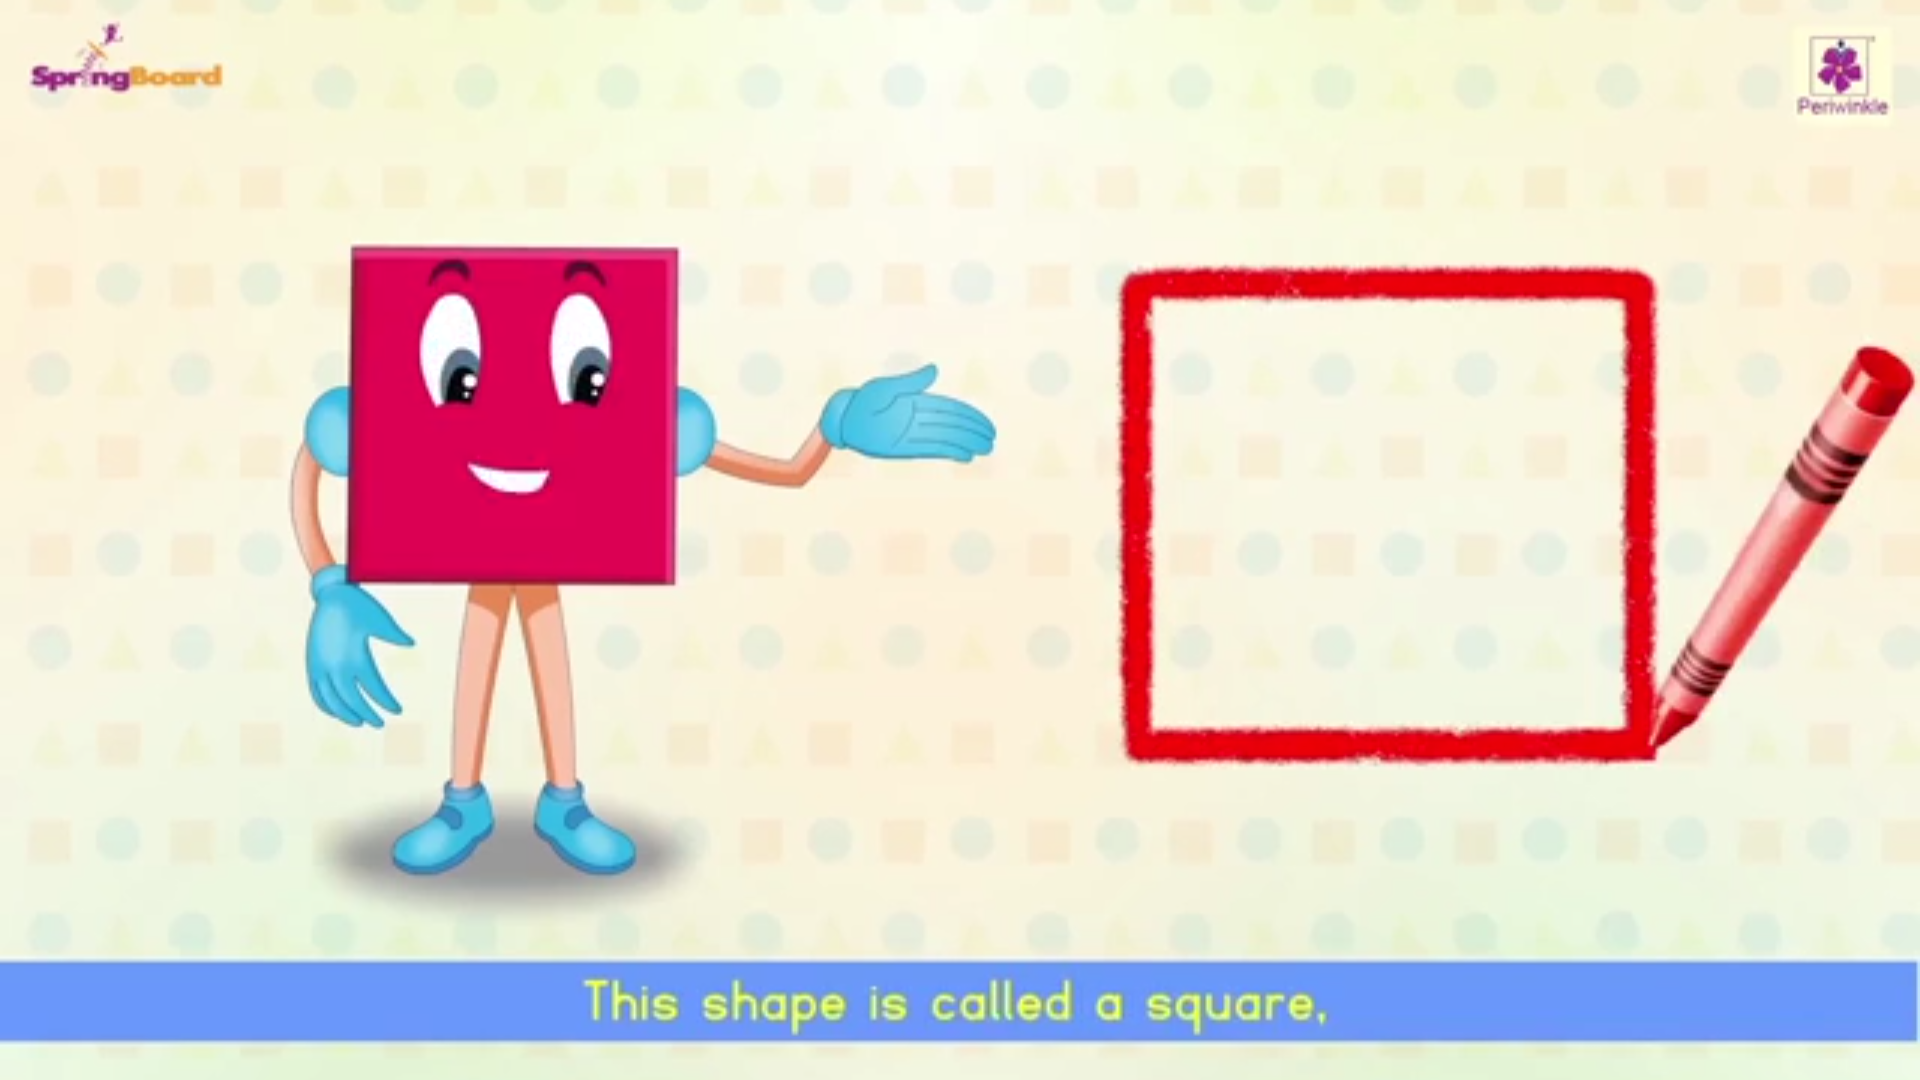 SpringBoard
Periwinkle
This shape is called a square,